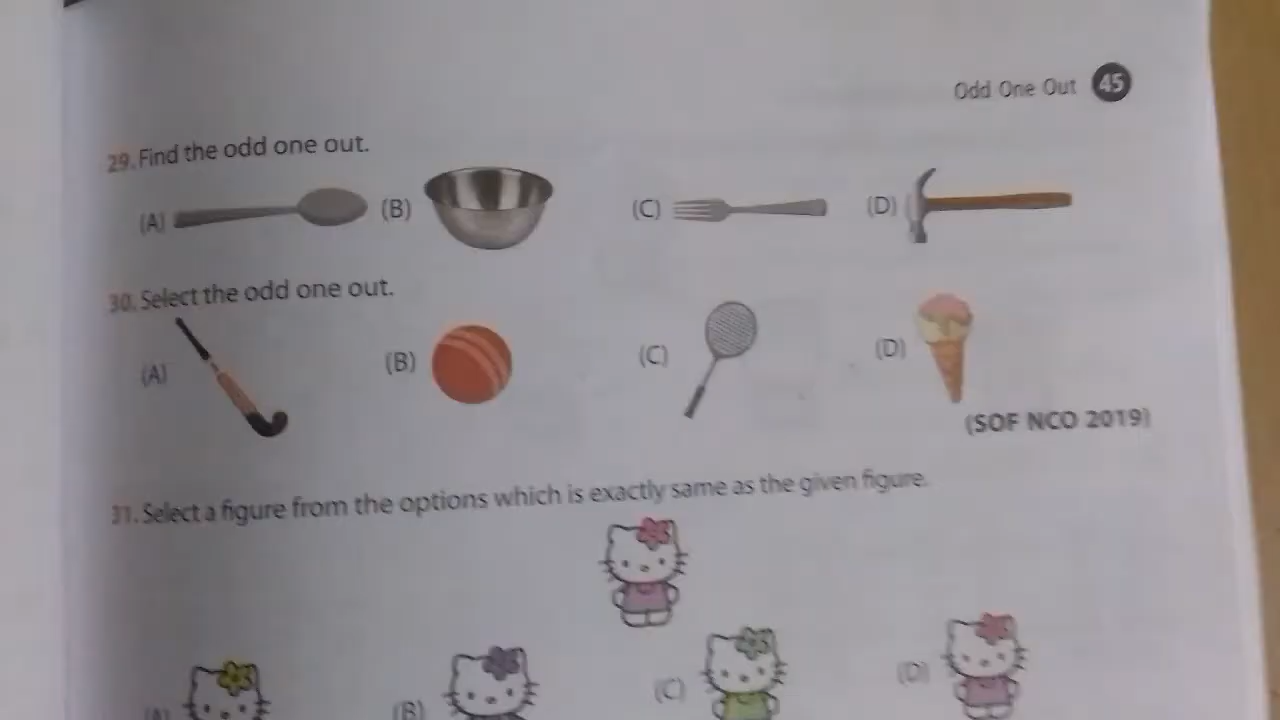 Odd One Out 45
29. Find the odd one out.
(A) (B) (C) (D)
30. Select the odd one out.
(A) (B) (C) (D)
(SOF NCO 2019)
31. Select a figure from the options which is exactly same as the given figure.
(A) (B) (C) (D)